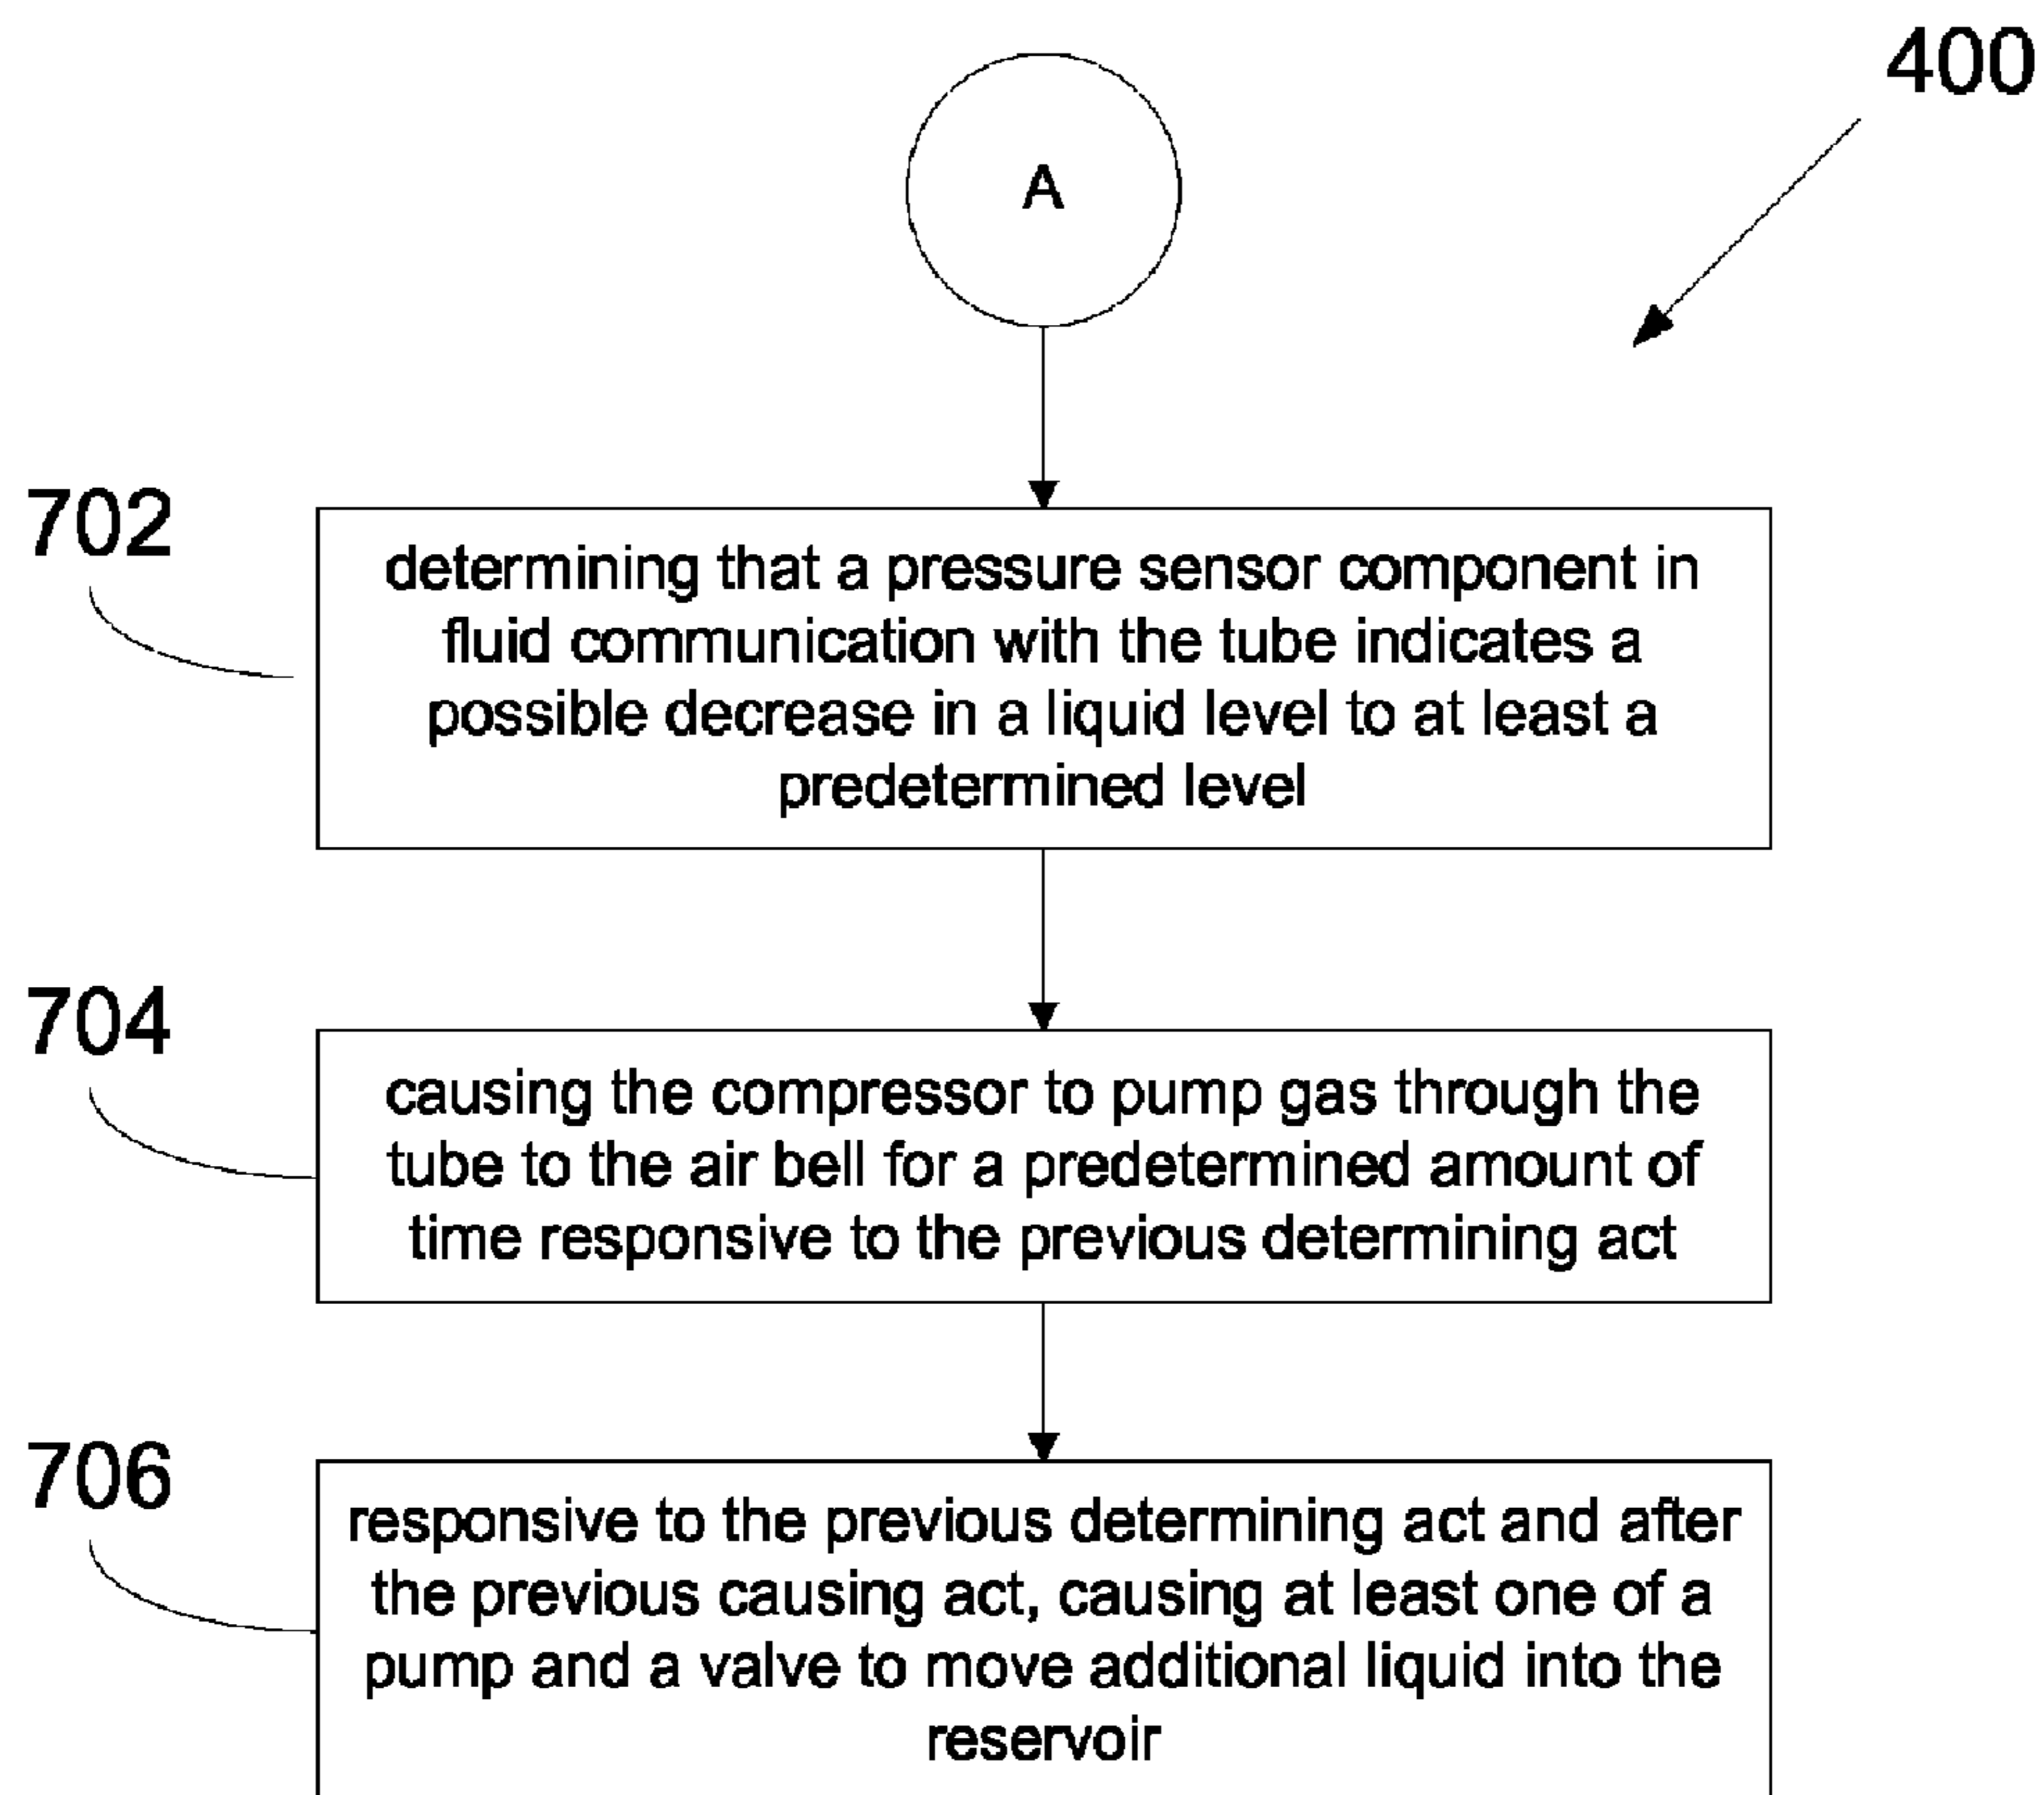 400
A
702
determining that a pressure sensor component in
fluid communication with the tube indicates a
possible decrease in a liquid level to at least a
predetermined level
704
causing the compressor to pump gas through the
tube to the air bell for a predetermined amount of
time responsive to the previous determining act
706
responsive to the previous determining act and after
the previous causing act, causing at least one of a
pump and a valve to move additional liquid into the
reservoir